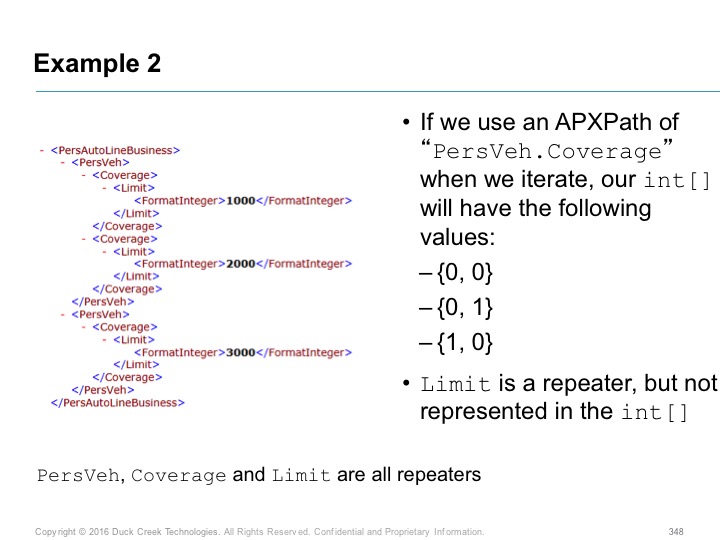 Example 2
- <PersAutoLineBusiness>
- <PersVeh>
- <Coverage>
- <Limit>
<FormatInteger>1000</FormatInteger>
</Limit>
</Coverage>
- <Coverage>
- <Limit>
<FormatInteger>2000</FormatInteger>
</Limit>
</Coverage>
</PersVeh>
- <PersVeh>
- <Coverage>
- <Limit>
<FormatInteger>3000</FormatInteger>
</Limit>
</Coverage>
</PersVeh>
</PersAutoLineBusiness>
• If we use an APXPath of
“PersVeh.Coverage”
when we iterate, our int[]
will have the following
values:
– {0, 0}
– {0, 1}
– {1, 0}
• Limit is a repeater, but not
represented in the int[]
PersVeh, Coverage and Limit are all repeaters
Copyright © 2016 Duck Creek Technologies. All Rights Reserved. Confidential and Proprietary Information.
348